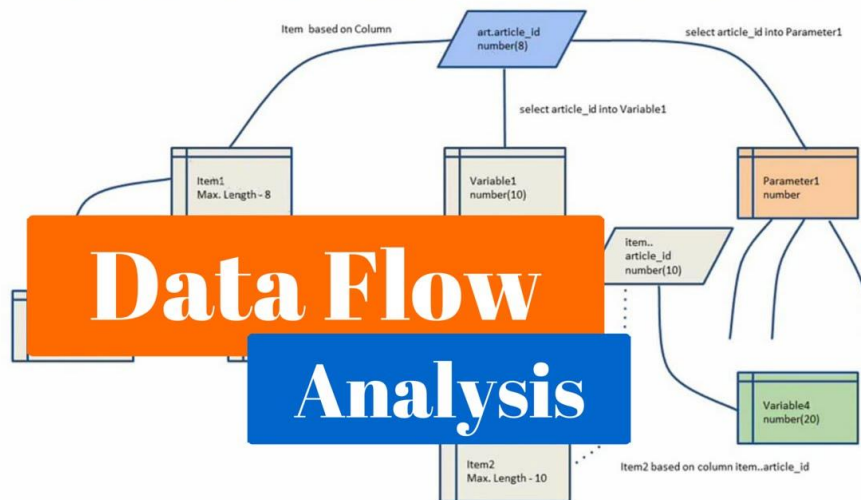 Item based on Column
art.article_id
number(8)
select article_id into Parameter1
select article_id into Variable1
Item1
Max. Length - 8
Variable1
number(10)
Parameter1
number
item..
article_id
number(10)
Data Flow
Analysis
Variable4
number(20)
Item2
Max. Length - 10
Item2 based on column item..article_id